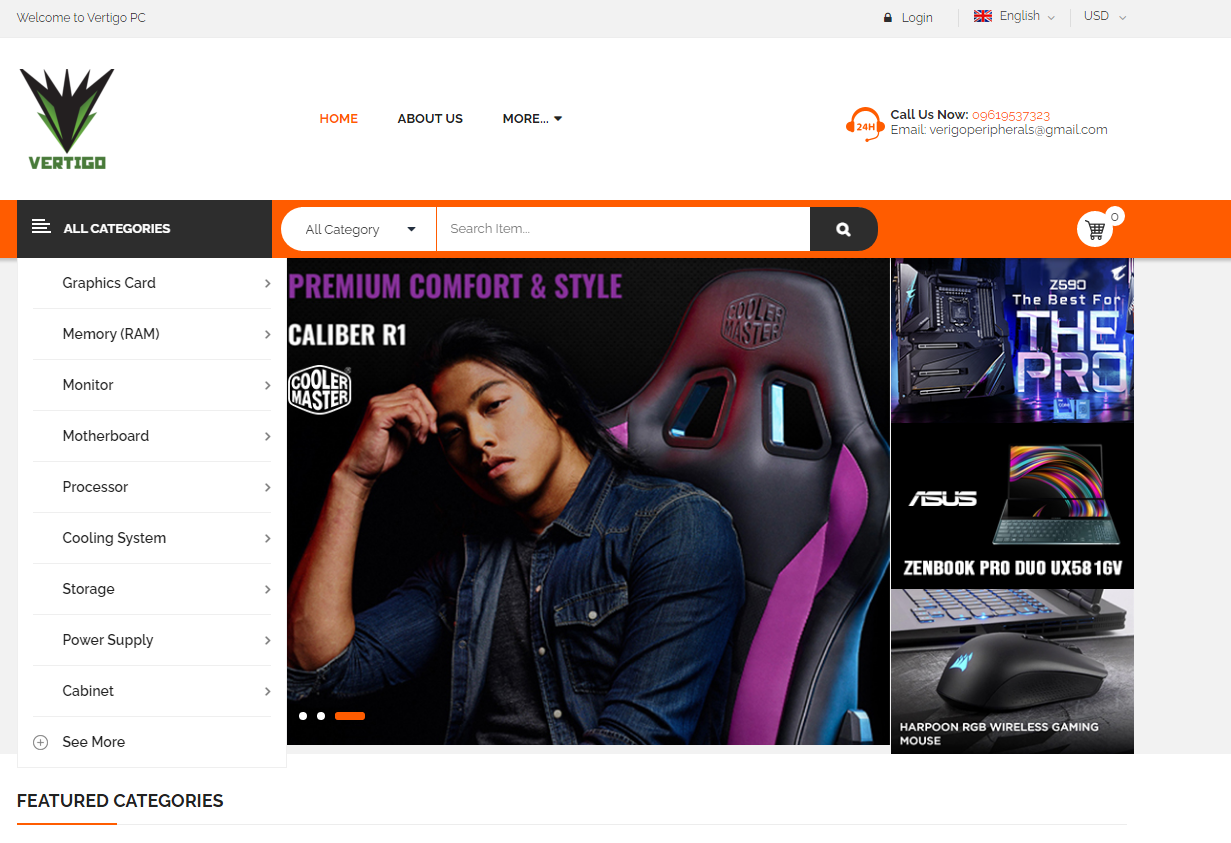 Welcome to Vertigo PC
Login
English
USD
VERTIGO
HOME
ABOUT US
MORE...
24H
Call Us Now: 09619537323
Email: verigoperipherals@gmail.com
ALL CATEGORIES
All Category
Search Item...
0
Graphics Card
Memory (RAM)
Monitor
Motherboard
Processor
Cooling System
Storage
Power Supply
Cabinet
See More
PREMIUM COMFORT & STYLE
CALIBER R1
COOLER
MASTER
COOLER
MASTER
Z590
The Best For
THE
PRO
ASUS
ZENBOOK PRO DUO UX581GV
HARPOON RGB WIRELESS GAMING
MOUSE
FEATURED CATEGORIES